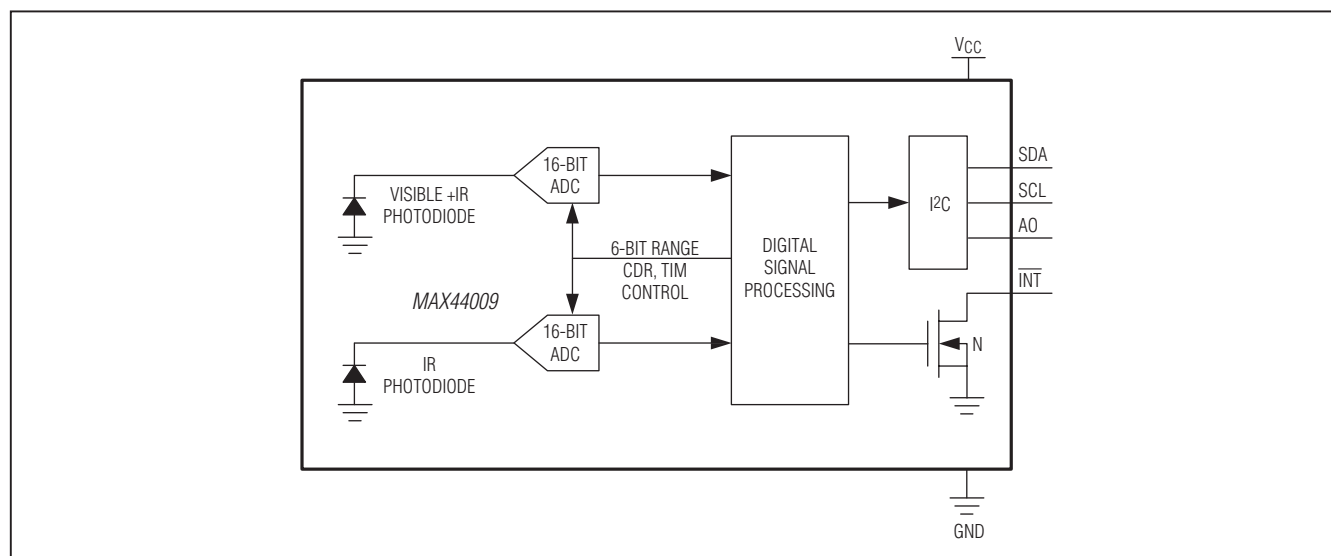 VCC
16-BIT
ADC
VISIBLE +IR
PHOTODIODE
6-BIT RANGE
CDR, TIM
CONTROL
MAX44009
16-BIT
ADC
IR
PHOTODIODE
DIGITAL
SIGNAL
PROCESSING
I2C
SDA
SCL
A0
INT
N
GND